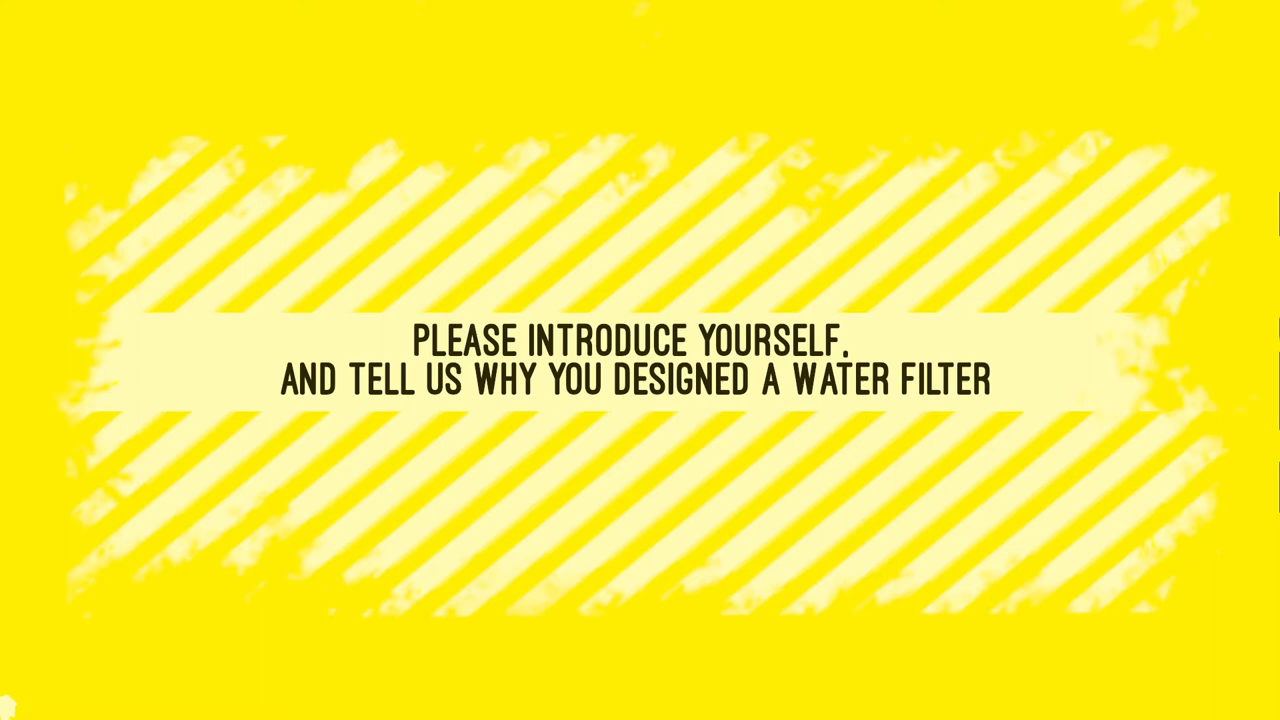 PLEASE INTRODUCE YOURSELF,
AND TELL US WHY YOU DESIGNED A WATER FILTER